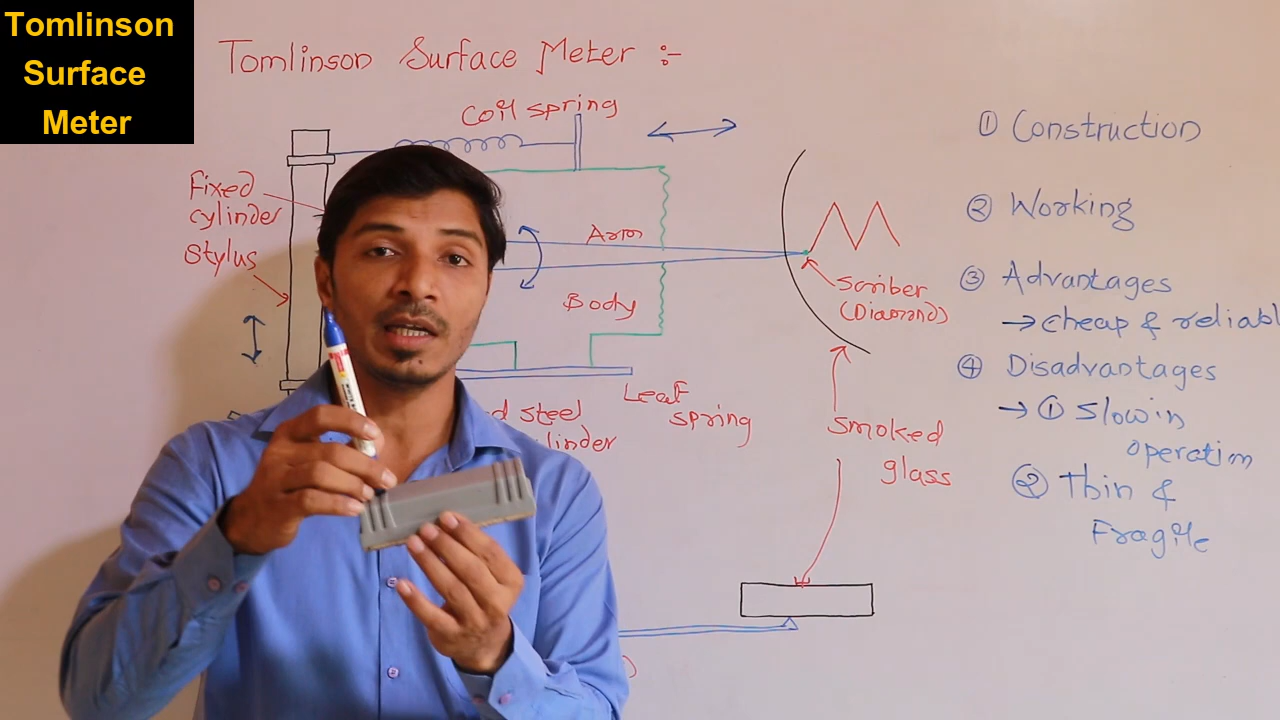 Tomlinson
Surface
Meter
Tomlinson Surface Meter :-
Coil spring
Fixed
cylinder
Stylus
Arm
Body
Leaf
spring
steel
Scriber
(Diamond)
Smoked
glass
① Construction
② Working
③ Advantages
→ cheap & reliabl
④ Disadvantages
→ ① Slow in
operation
② Thin &
Fragile